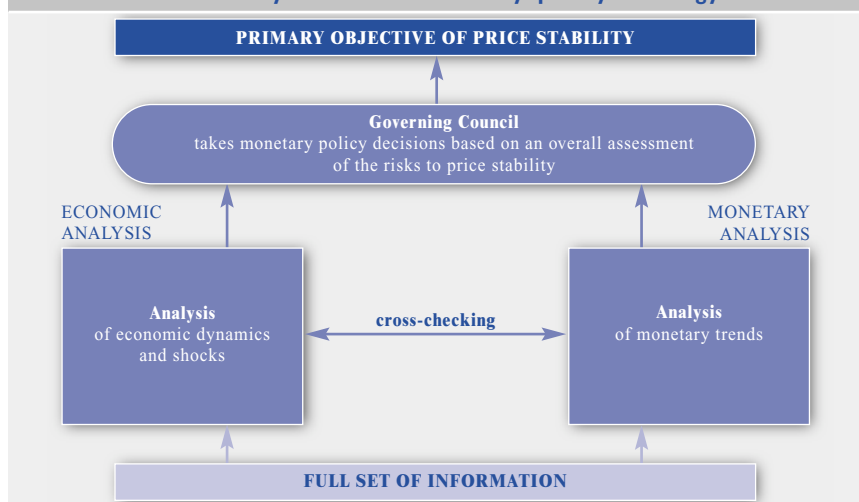 PRIMARY OBJECTIVE OF PRICE STABILITY
Governing Council
takes monetary policy decisions based on an overall assessment
of the risks to price stability
ECONOMIC
ANALYSIS
MONETARY
ANALYSIS
Analysis
of economic dynamics
and shocks
cross-checking
Analysis
of monetary trends
FULL SET OF INFORMATION